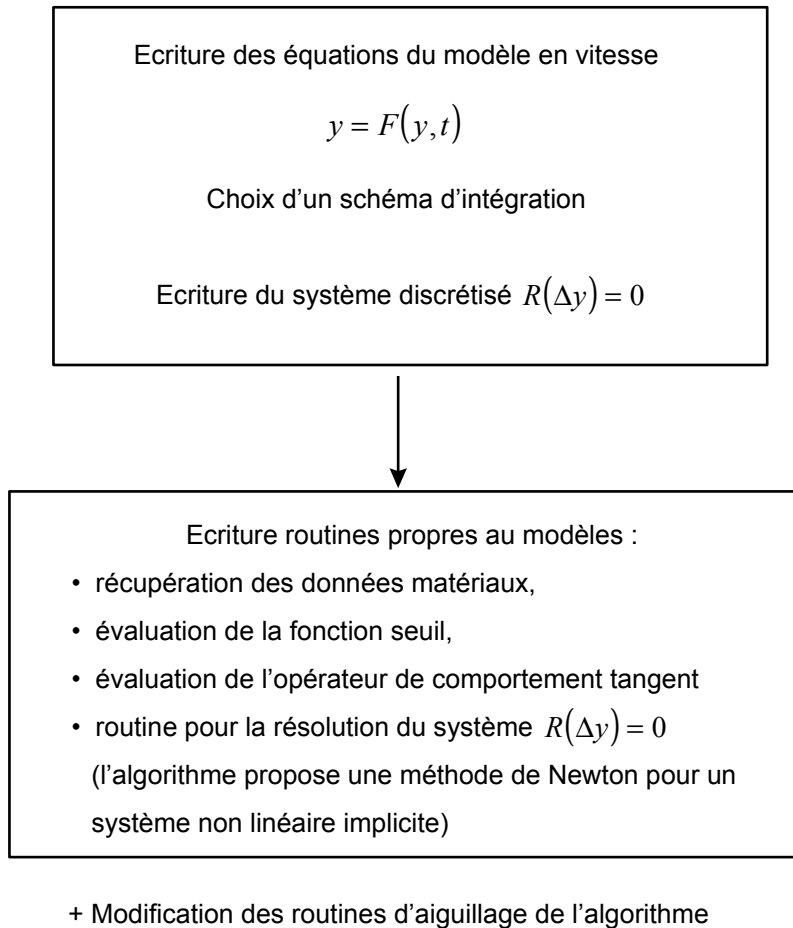 Ecriture des équations du modèle en vitesse
y = F(y,t)
Choix d’un schéma d’intégration
Ecriture du système discrétisé R(Δy) = 0
Ecriture routines propres au modèles :
• récupération des données matériaux,
• évaluation de la fonction seuil,
• évaluation de l’opérateur de comportement tangent
• routine pour la résolution du système R(Δy) = 0
(l’algorithme propose une méthode de Newton pour un
système non linéaire implicite)
+ Modification des routines d’aiguillage de l’algorithme